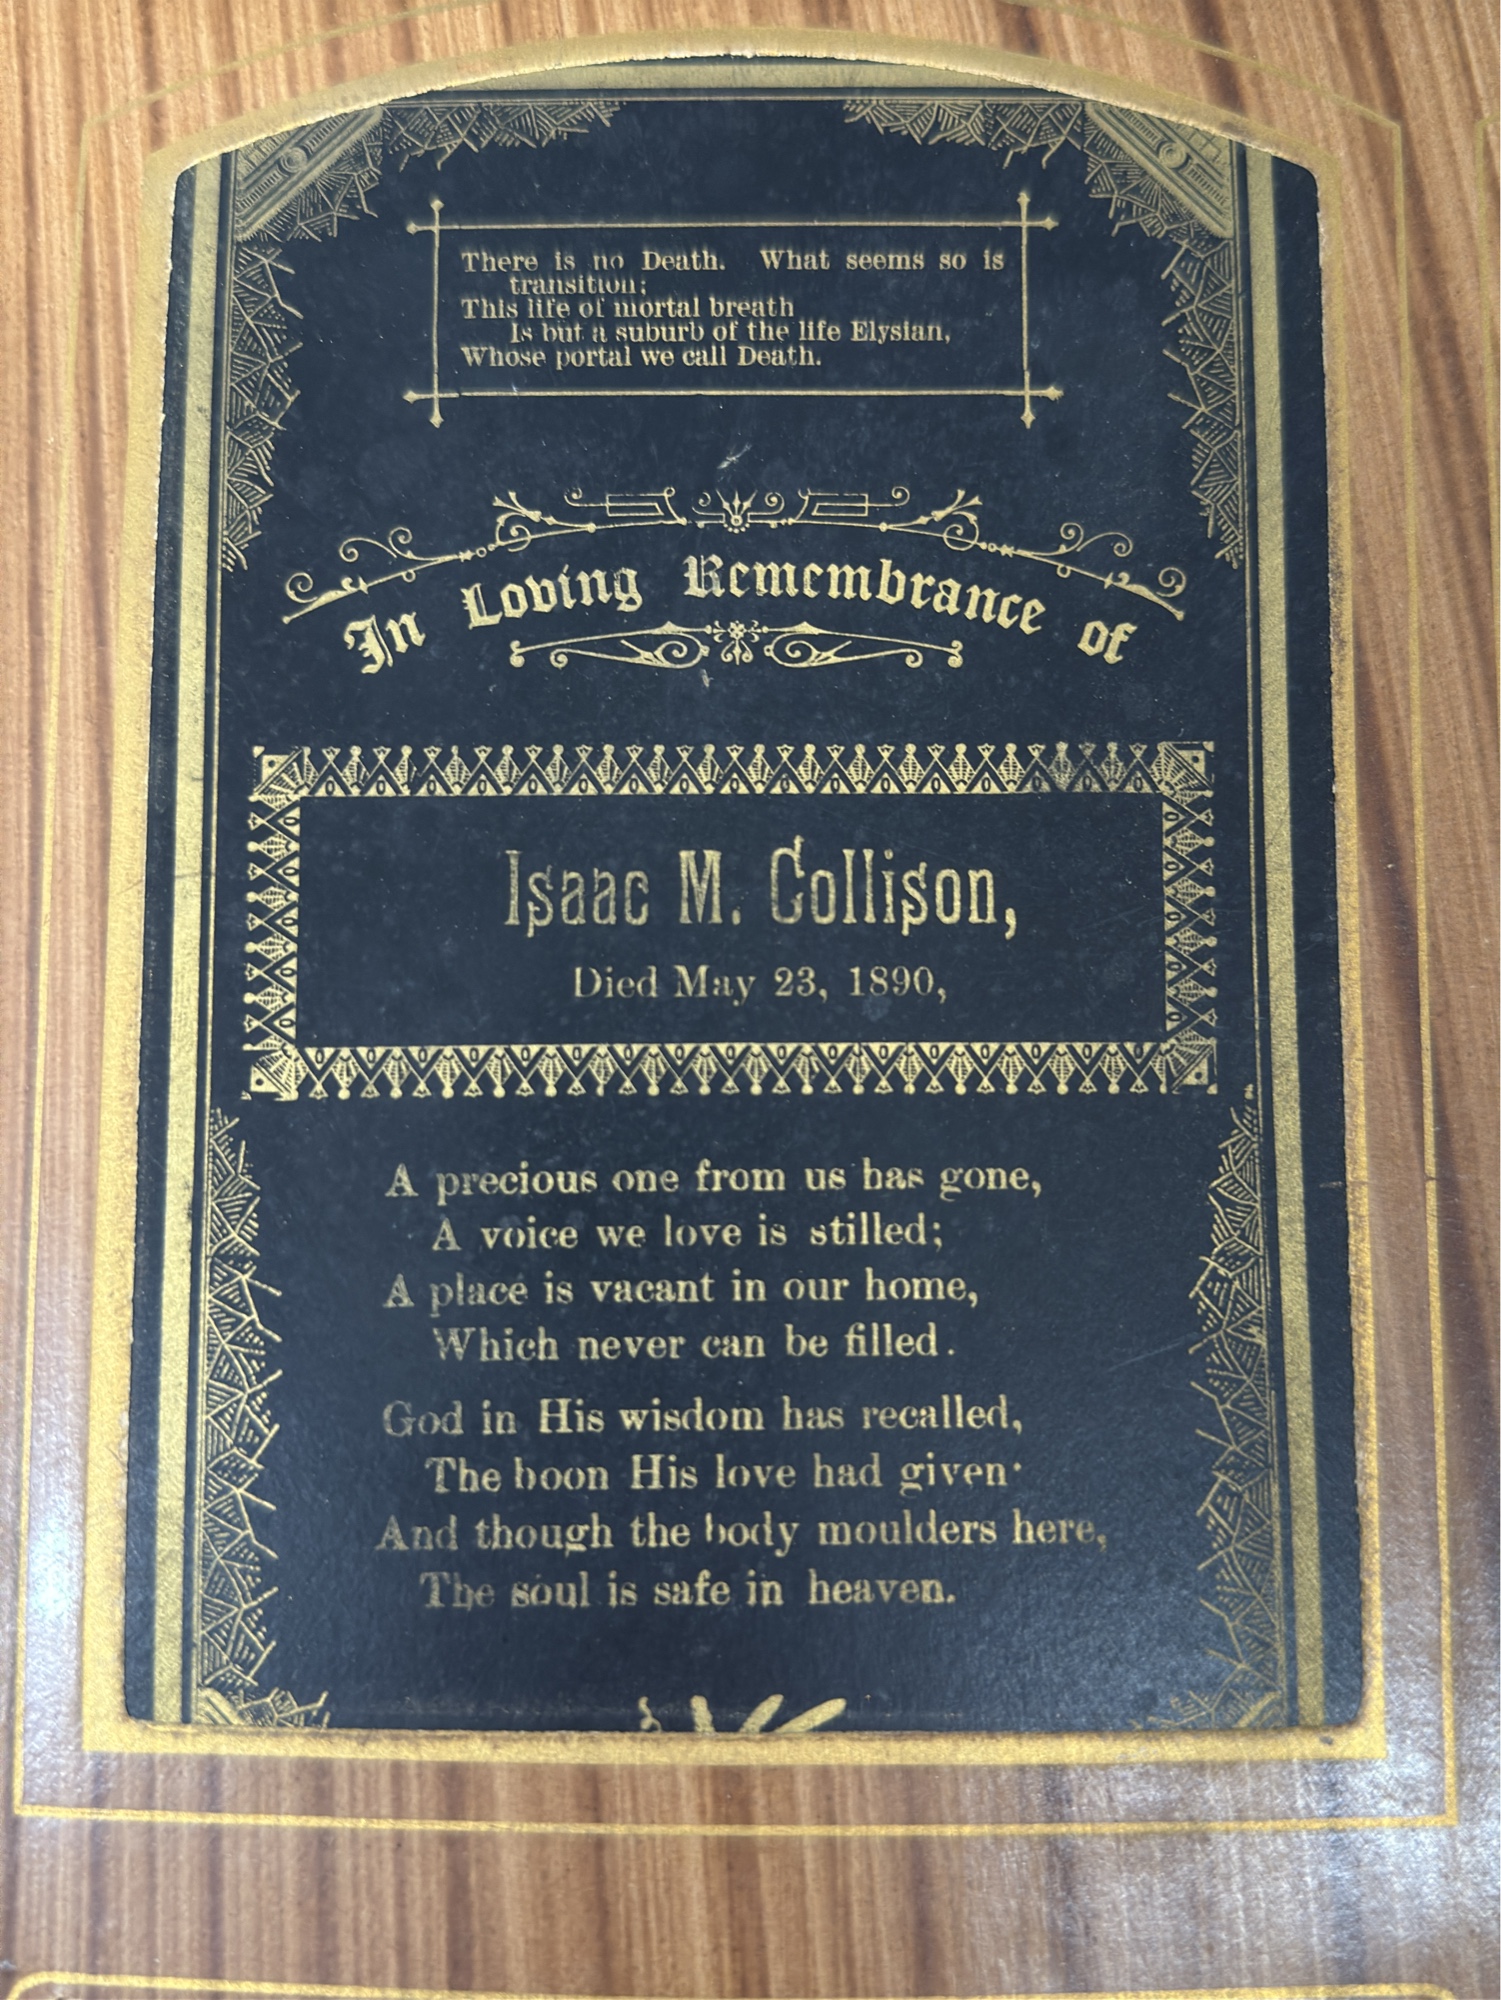 There is no Death. What seems so is
transition;
This life of mortal breath
Is but a suburb of the life Elysian,
Whose portal we call Death.
In Loving Remembrance of
Isaac M. Collison,
Died May 23, 1890,
A precious one from us has gone,
A voice we love is stilled;
A place is vacant in our home,
Which never can be filled.
God in His wisdom has recalled,
The boon His love had given·
And though the body moulders here,
The soul is safe in heaven.